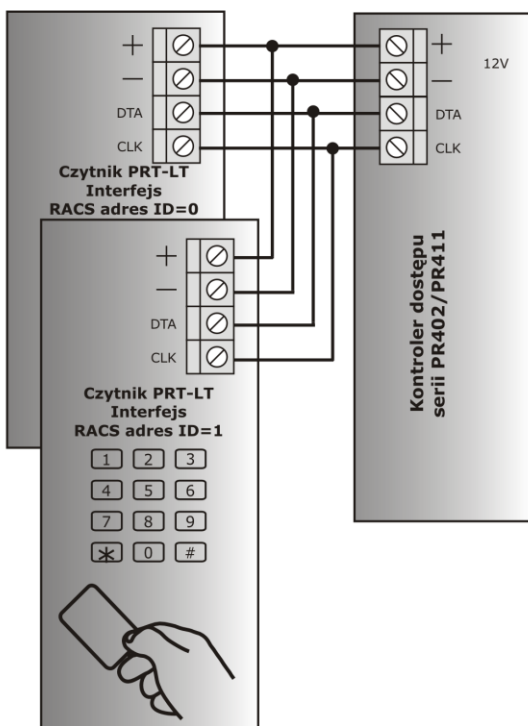 +
—
DTA
CLK
Czytnik PRT-LT
Interfejs
RACS adres ID=0
+
—
DTA
CLK
12V
Kontroler dostępu
serii PR402/PR411
+
—
DTA
CLK
Czytnik PRT-LT
Interfejs
RACS adres ID=1
1 2 3
4 5 6
7 8 9
* 0 #